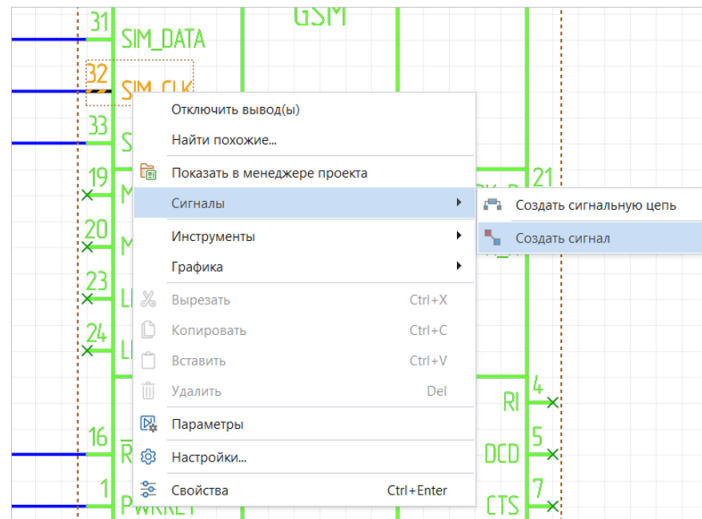 31
GSM
SIM_DATA
32
SIM_CLK
Отключить вывод(ы)
33
S
Найти похожие...
19
Показать в менеджере проекта
21
M
Сигналы
Создать сигнальную цепь
20
Инструменты
Создать сигнал
M
Графика
23
Вырезать
Ctrl+X
24
Копировать
Ctrl+C
Вставить
Ctrl+V
Удалить
Del
4
RI
Параметры
16
R
5
DCD
Настройки...
1
7
Свойства
Ctrl+Enter
PWRKEY
CTS